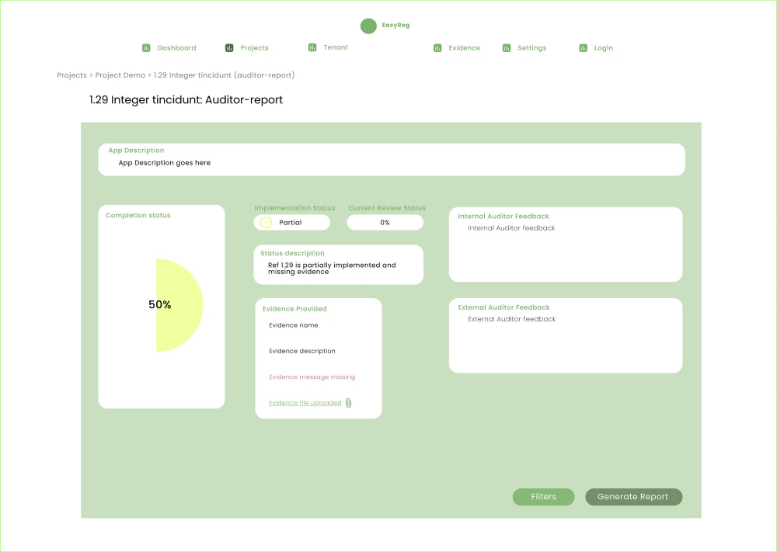 EasyReg
Dashboard
Projects
Tenant
Evidence
Settings
Login
Projects > Project Demo > 1.29 Integer tincidunt (auditor-report)
1.29 Integer tincidunt: Auditor-report
App Description
App Description goes here
Completion status
50%
Implementation Status
Partial
Current Review Status
0%
Status description
Ref 1.29 is partially implemented and
missing evidence
Evidence Provided
Evidence name
Evidence description
Evidence message missing
Evidence file uploaded
Internal Auditor Feedback
Internal Auditor feedback
External Auditor Feedback
External Auditor feedback
Filters
Generate Report